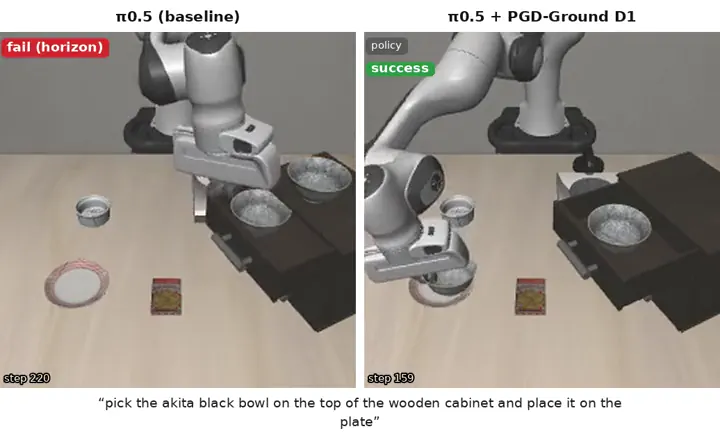 π0.5 (baseline)
π0.5 + PGD-Ground D1
fail (horizon)
policy
success
step 220
step 159
“pick the akita black bowl on the top of the wooden cabinet and place it on the
plate”